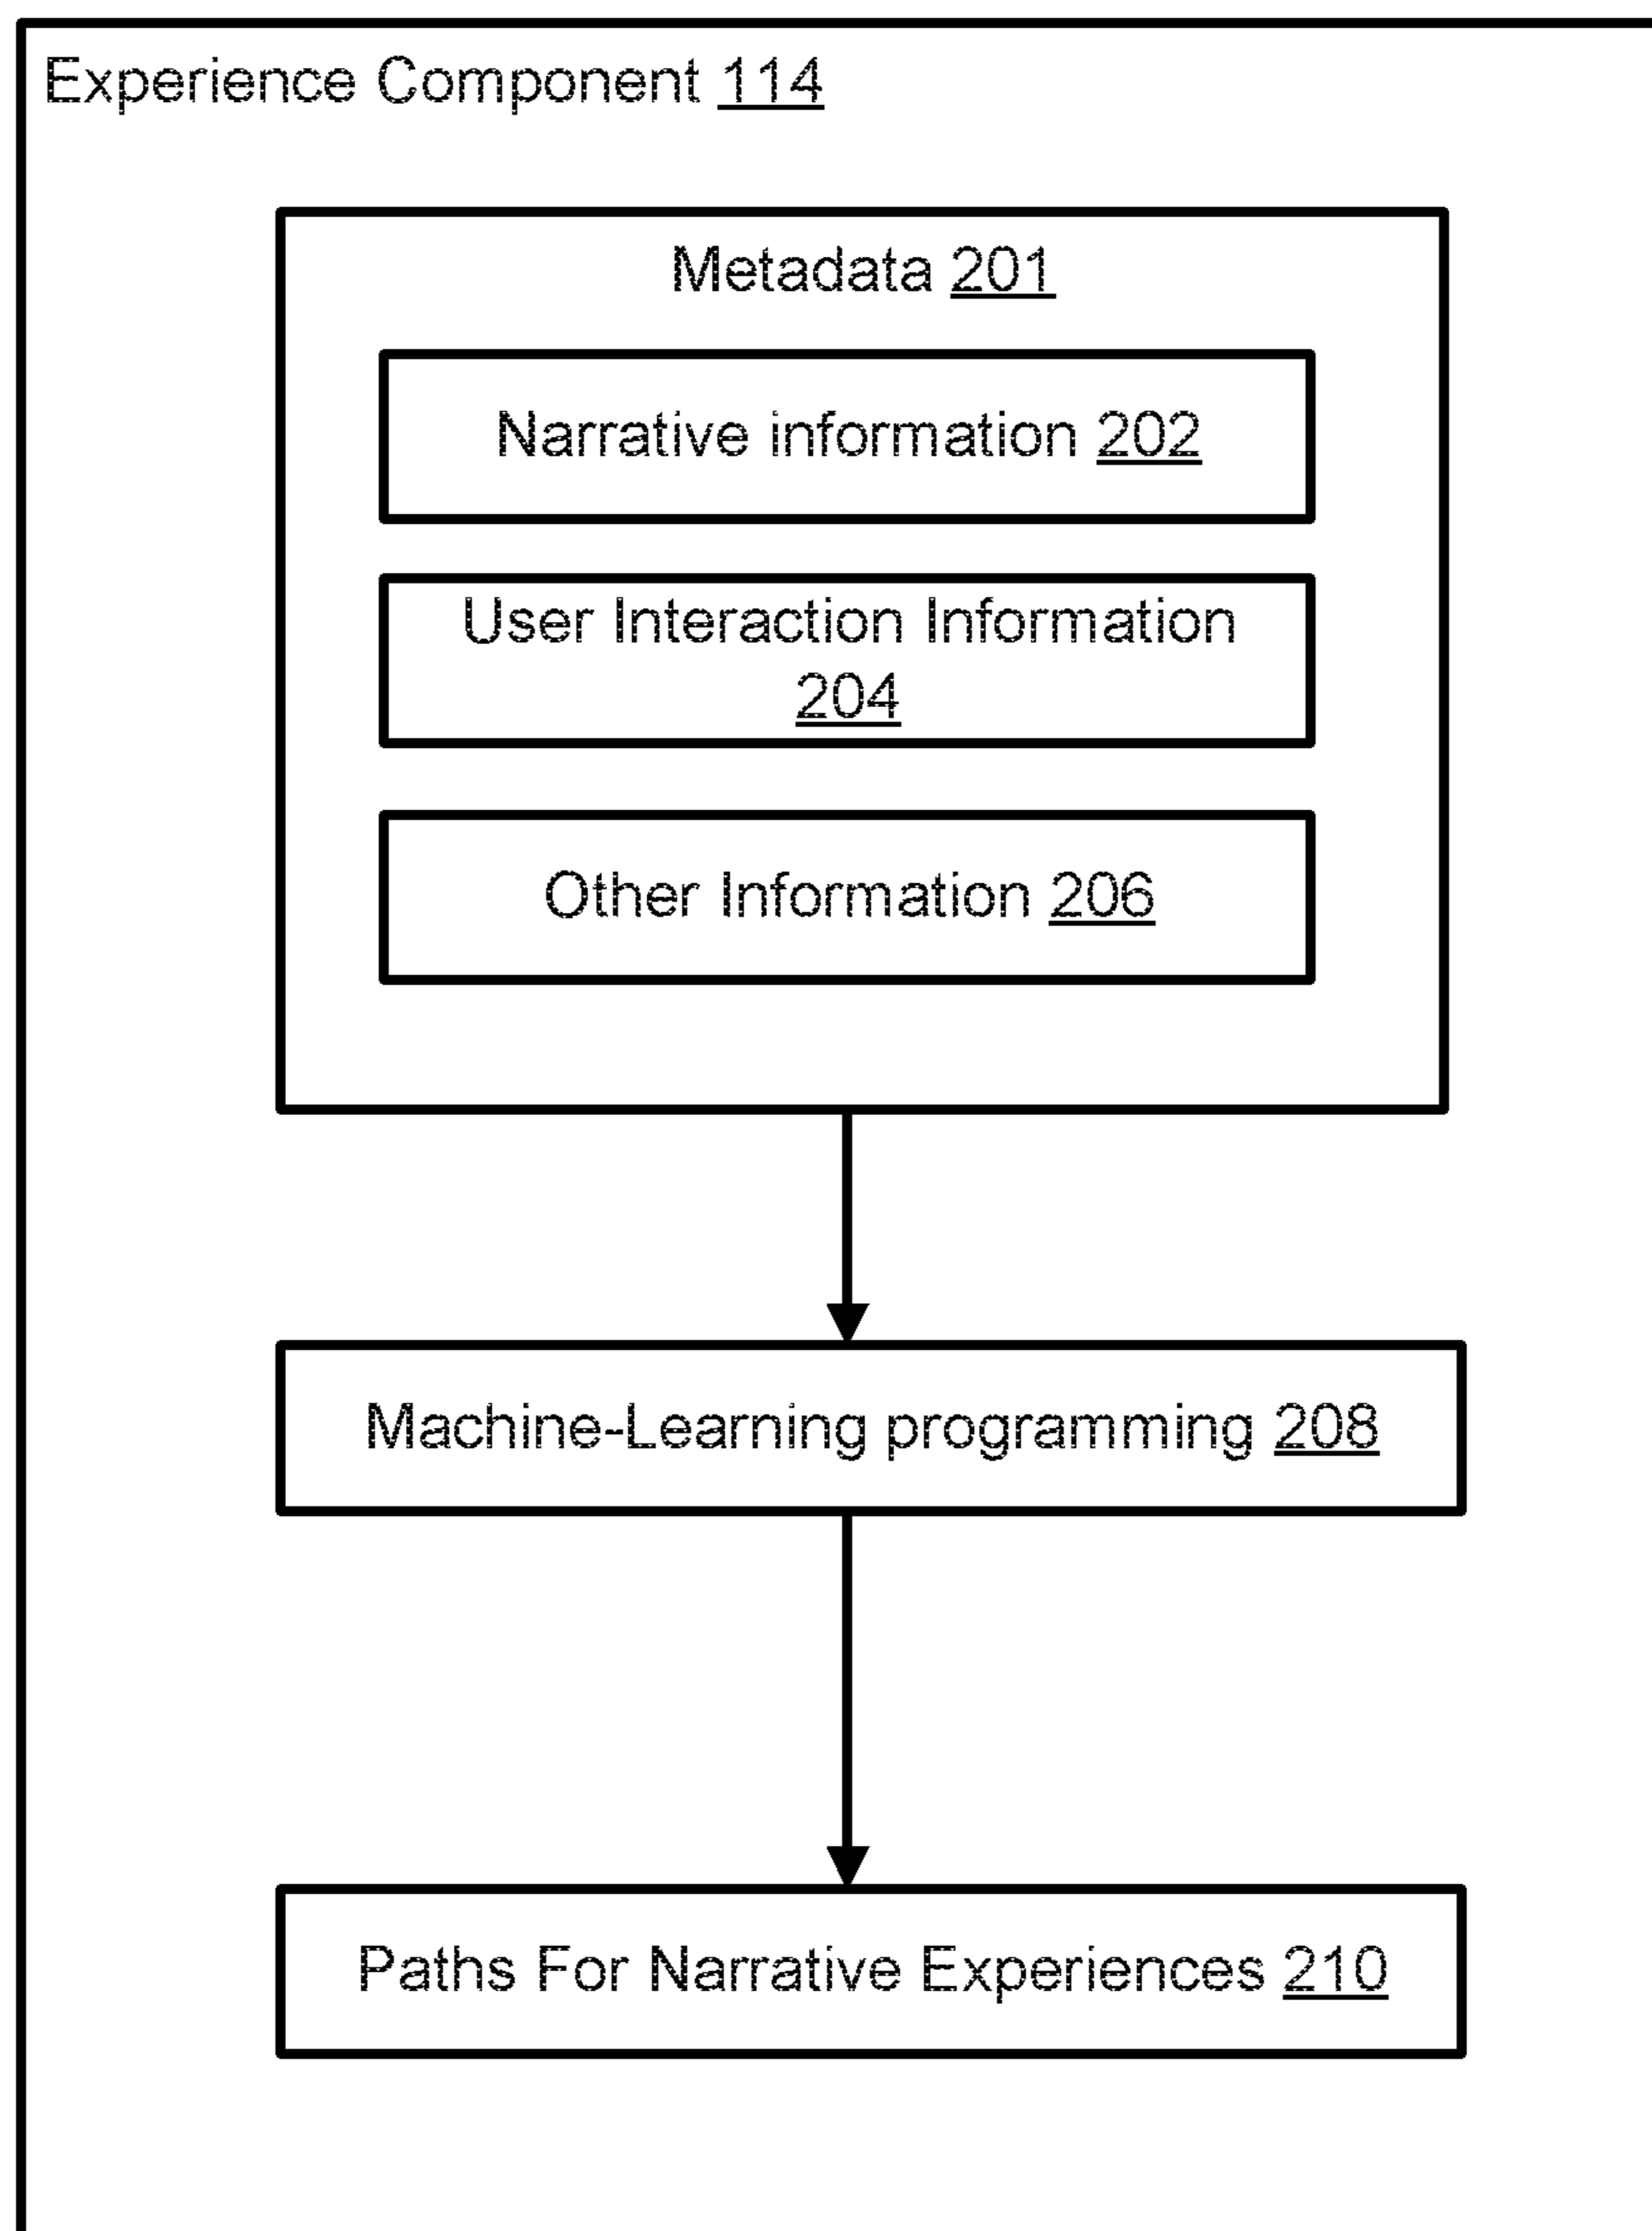 Experience Component 114
Metadata 201
Narrative information 202
User Interaction Information
204
Other Information 206
Machine-Learning programming 208
Paths For Narrative Experiences 210